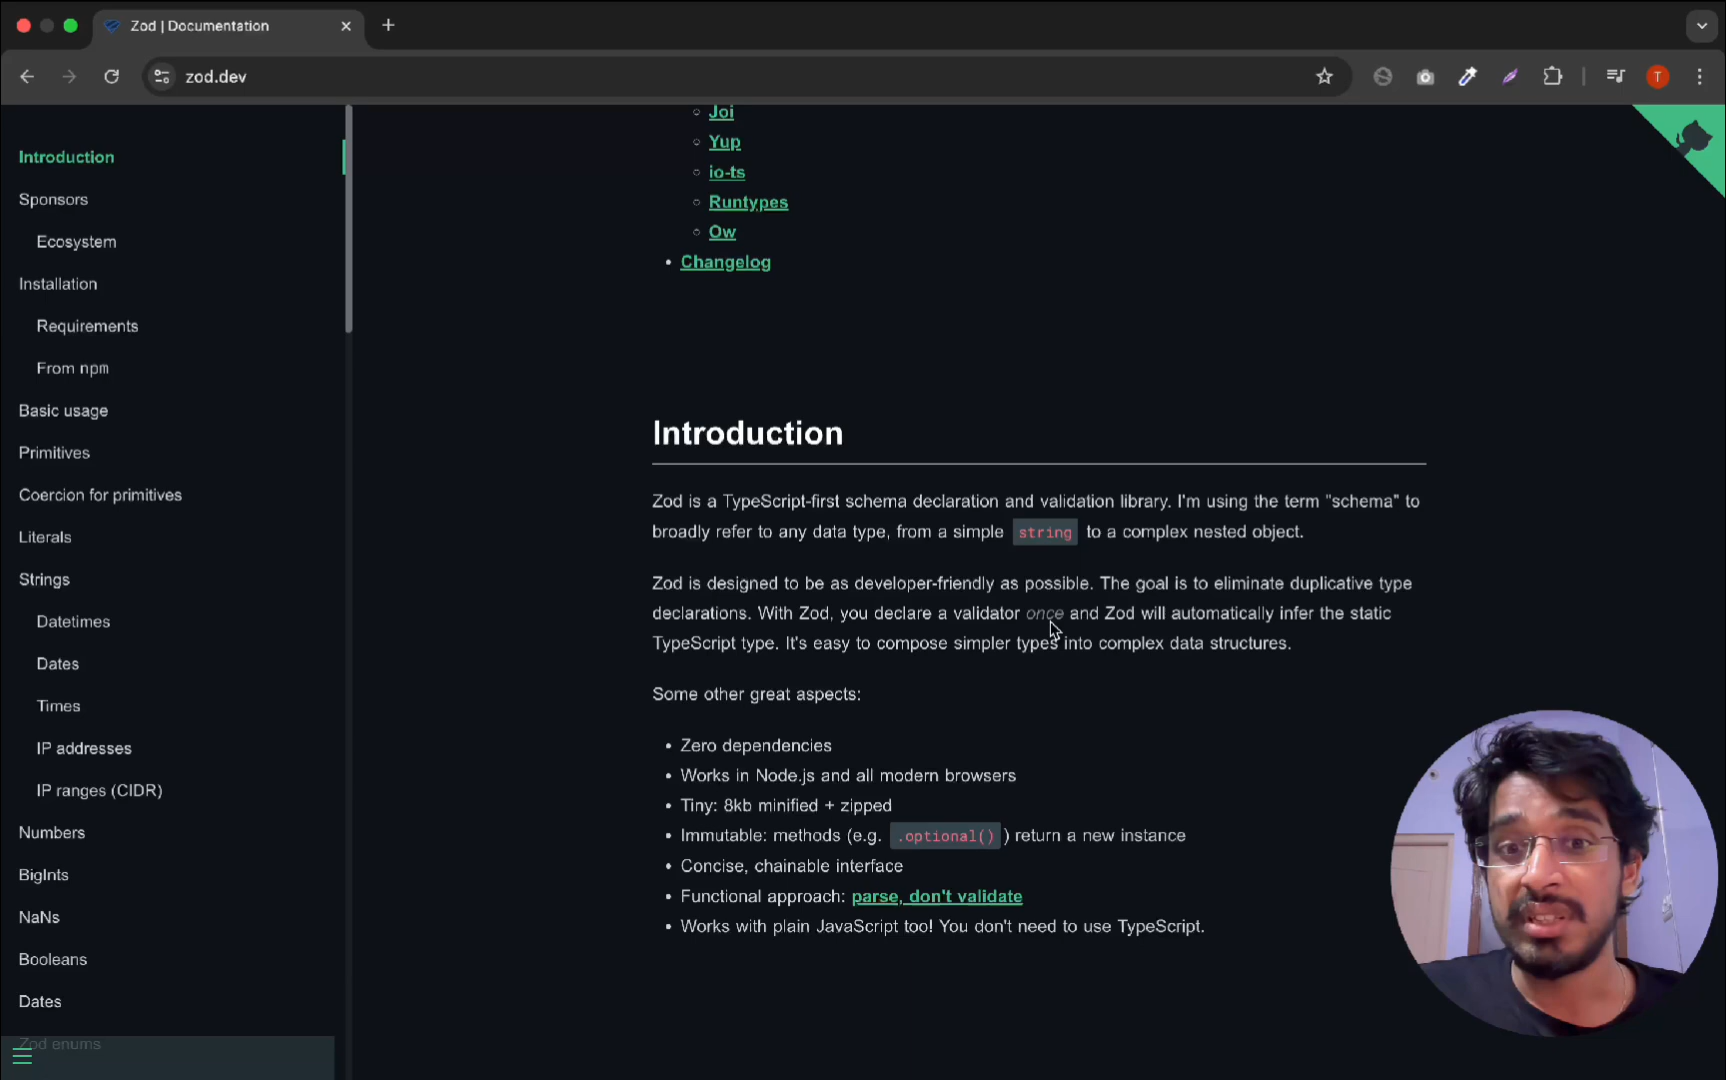 Zod | Documentation
zod.dev
T
Introduction
Sponsors
Ecosystem
Installation
Requirements
From npm
Basic usage
Primitives
Coercion for primitives
Literals
Strings
Datetimes
Dates
Times
IP addresses
IP ranges (CIDR)
Numbers
BigInts
NaNs
Booleans
Dates
Zod enums
Joi
Yup
io-ts
Runtypes
Ow
Changelog
Introduction
Zod is a TypeScript-first schema declaration and validation library. I'm using the term "schema" to
broadly refer to any data type, from a simple string to a complex nested object.
Zod is designed to be as developer-friendly as possible. The goal is to eliminate duplicative type
declarations. With Zod, you declare a validator once and Zod will automatically infer the static
TypeScript type. It's easy to compose simpler types into complex data structures.
Some other great aspects:
• Zero dependencies
• Works in Node.js and all modern browsers
• Tiny: 8kb minified + zipped
• Immutable: methods (e.g. .optional() ) return a new instance
• Concise, chainable interface
• Functional approach: parse, don't validate
• Works with plain JavaScript too! You don't need to use TypeScript.